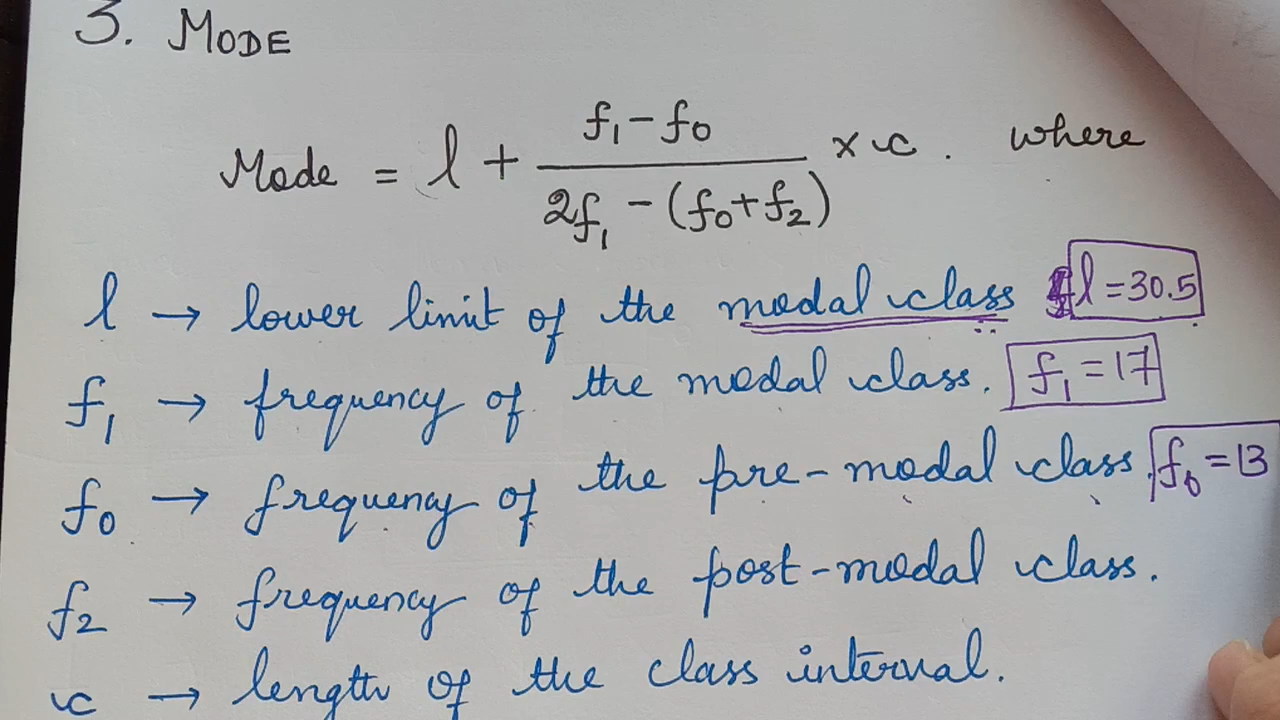 3. MODE
Mode = l + (f₁ - f₀) / (2f₁ - (f₀ + f₂)) × c. where
l → lower limit of the modal class l = 30.5
f₁ → frequency of the modal class. f₁ = 17
f₀ → frequency of the pre-modal class. f₀ = 13
f₂ → frequency of the post-modal class.
c → length of the class interval.